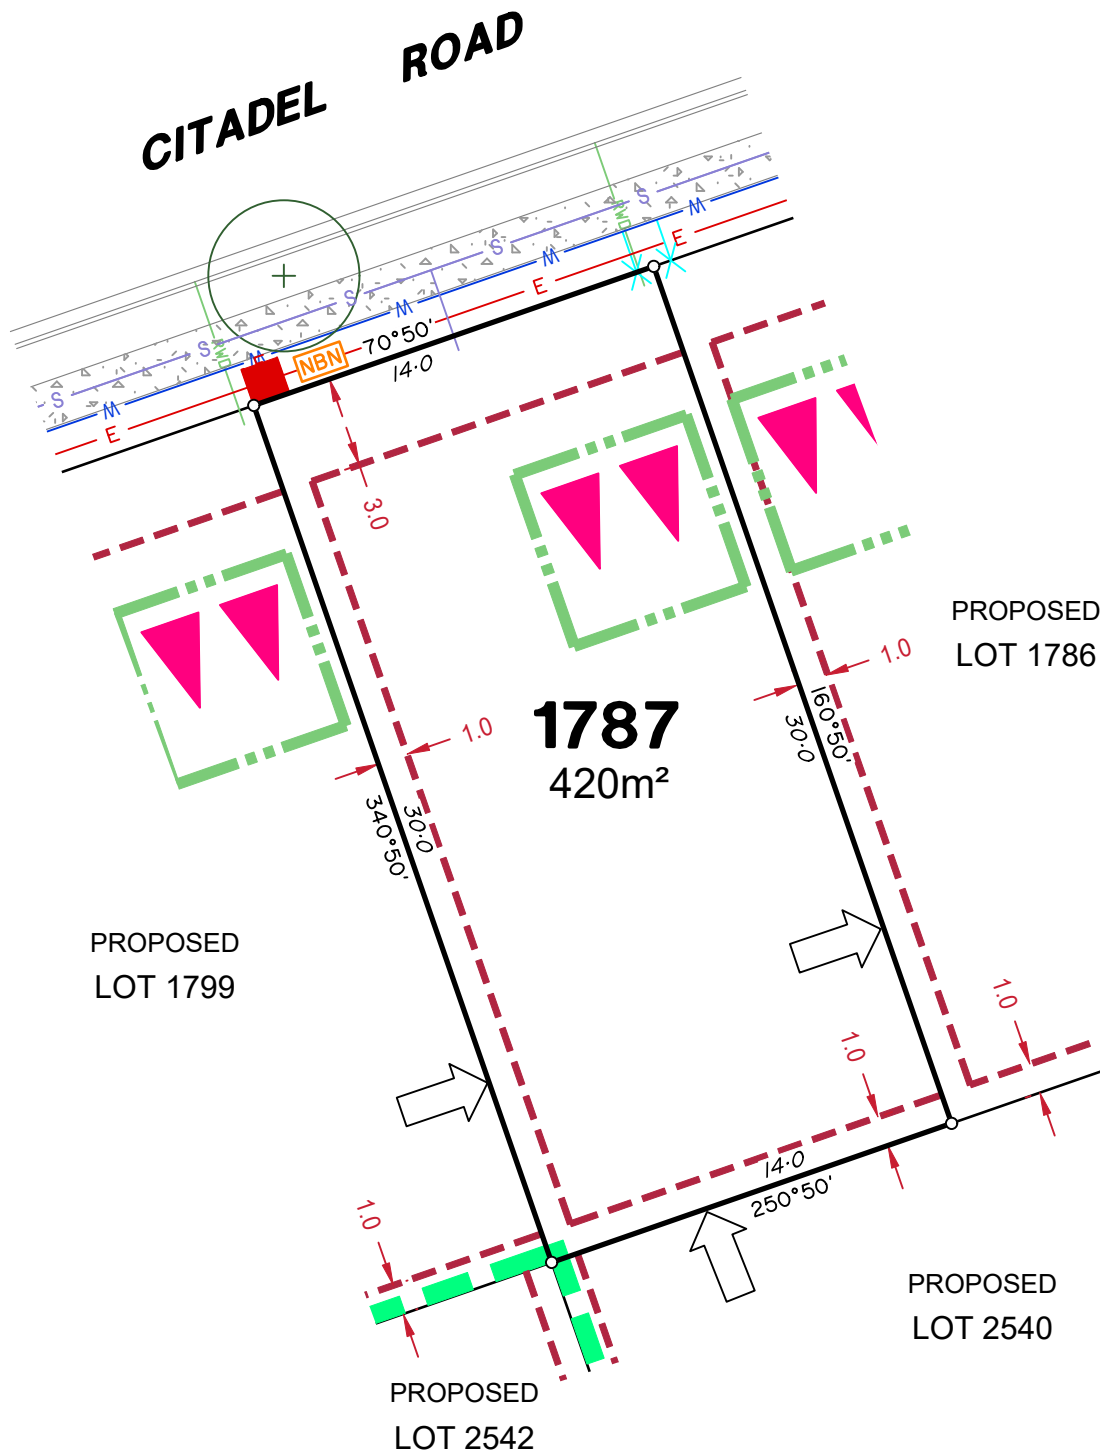 CITADEL ROAD
S
S
S
S
S
W
W
W
W
W
E
E
E
RWD
RWD
NBN
70°50'
14·0
3.0
1.0
1.0
PROPOSED
LOT 1786
1787
420m²
160°50'
30·0
340°50'
30·0
PROPOSED
LOT 1799
1.0
1.0
14·0
250°50'
1.0
PROPOSED
LOT 2540
PROPOSED
LOT 2542